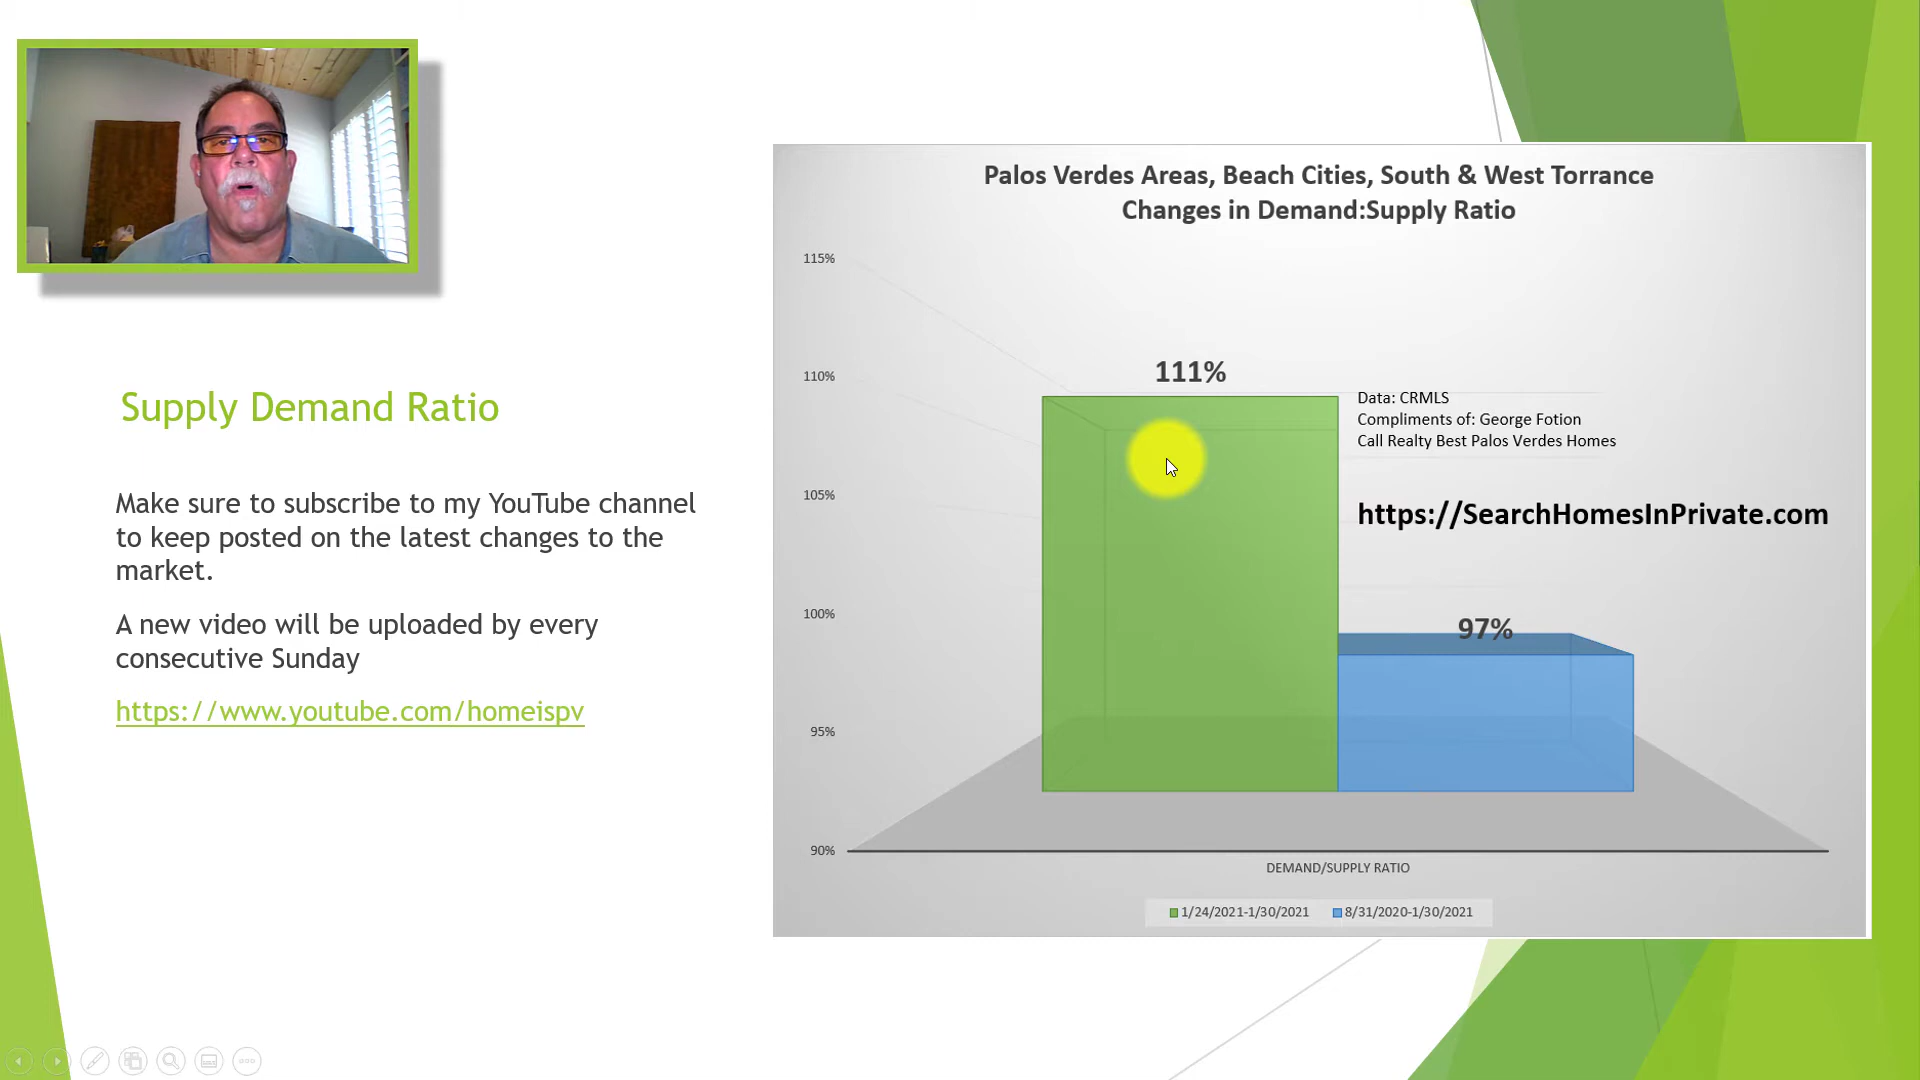 Supply Demand Ratio
Make sure to subscribe to my YouTube channel
to keep posted on the latest changes to the
market.
A new video will be uploaded by every
consecutive Sunday
https://www.youtube.com/homeispv
Palos Verdes Areas, Beach Cities, South & West Torrance
Changes in Demand:Supply Ratio
115%
110%
105%
100%
95%
90%
111%
97%
Data: CRMLS
Compliments of: George Fotion
Call Realty Best Palos Verdes Homes
https://SearchHomesInPrivate.com
DEMAND/SUPPLY RATIO
1/24/2021-1/30/2021
8/31/2020-1/30/2021